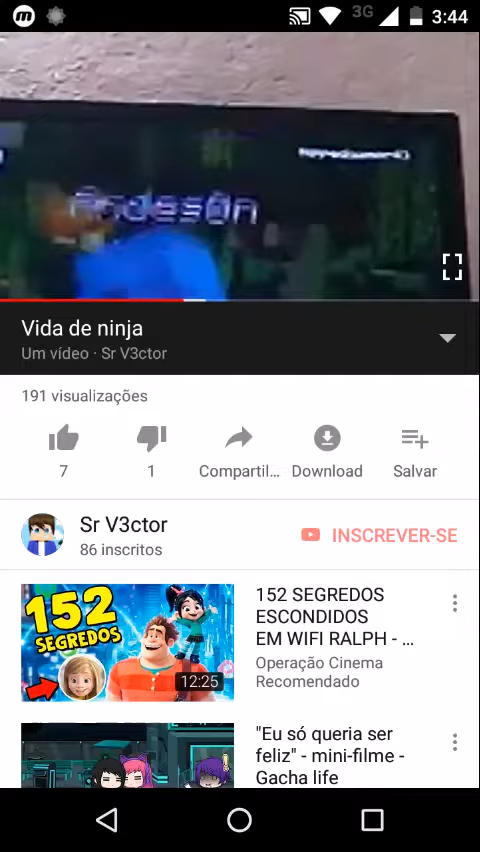 3G
3:44
Andes0n
Vida de ninja
Um vídeo · Sr V3ctor
191 visualizações
7
1
Compartil...
Download
Salvar
Sr V3ctor
86 inscritos
INSCREVER-SE
152
SEGREDOS
12:25
152 SEGREDOS
ESCONDIDOS
EM WIFI RALPH - ...
Operação Cinema
Recomendado
"Eu só queria ser
feliz" - mini-filme -
Gacha life